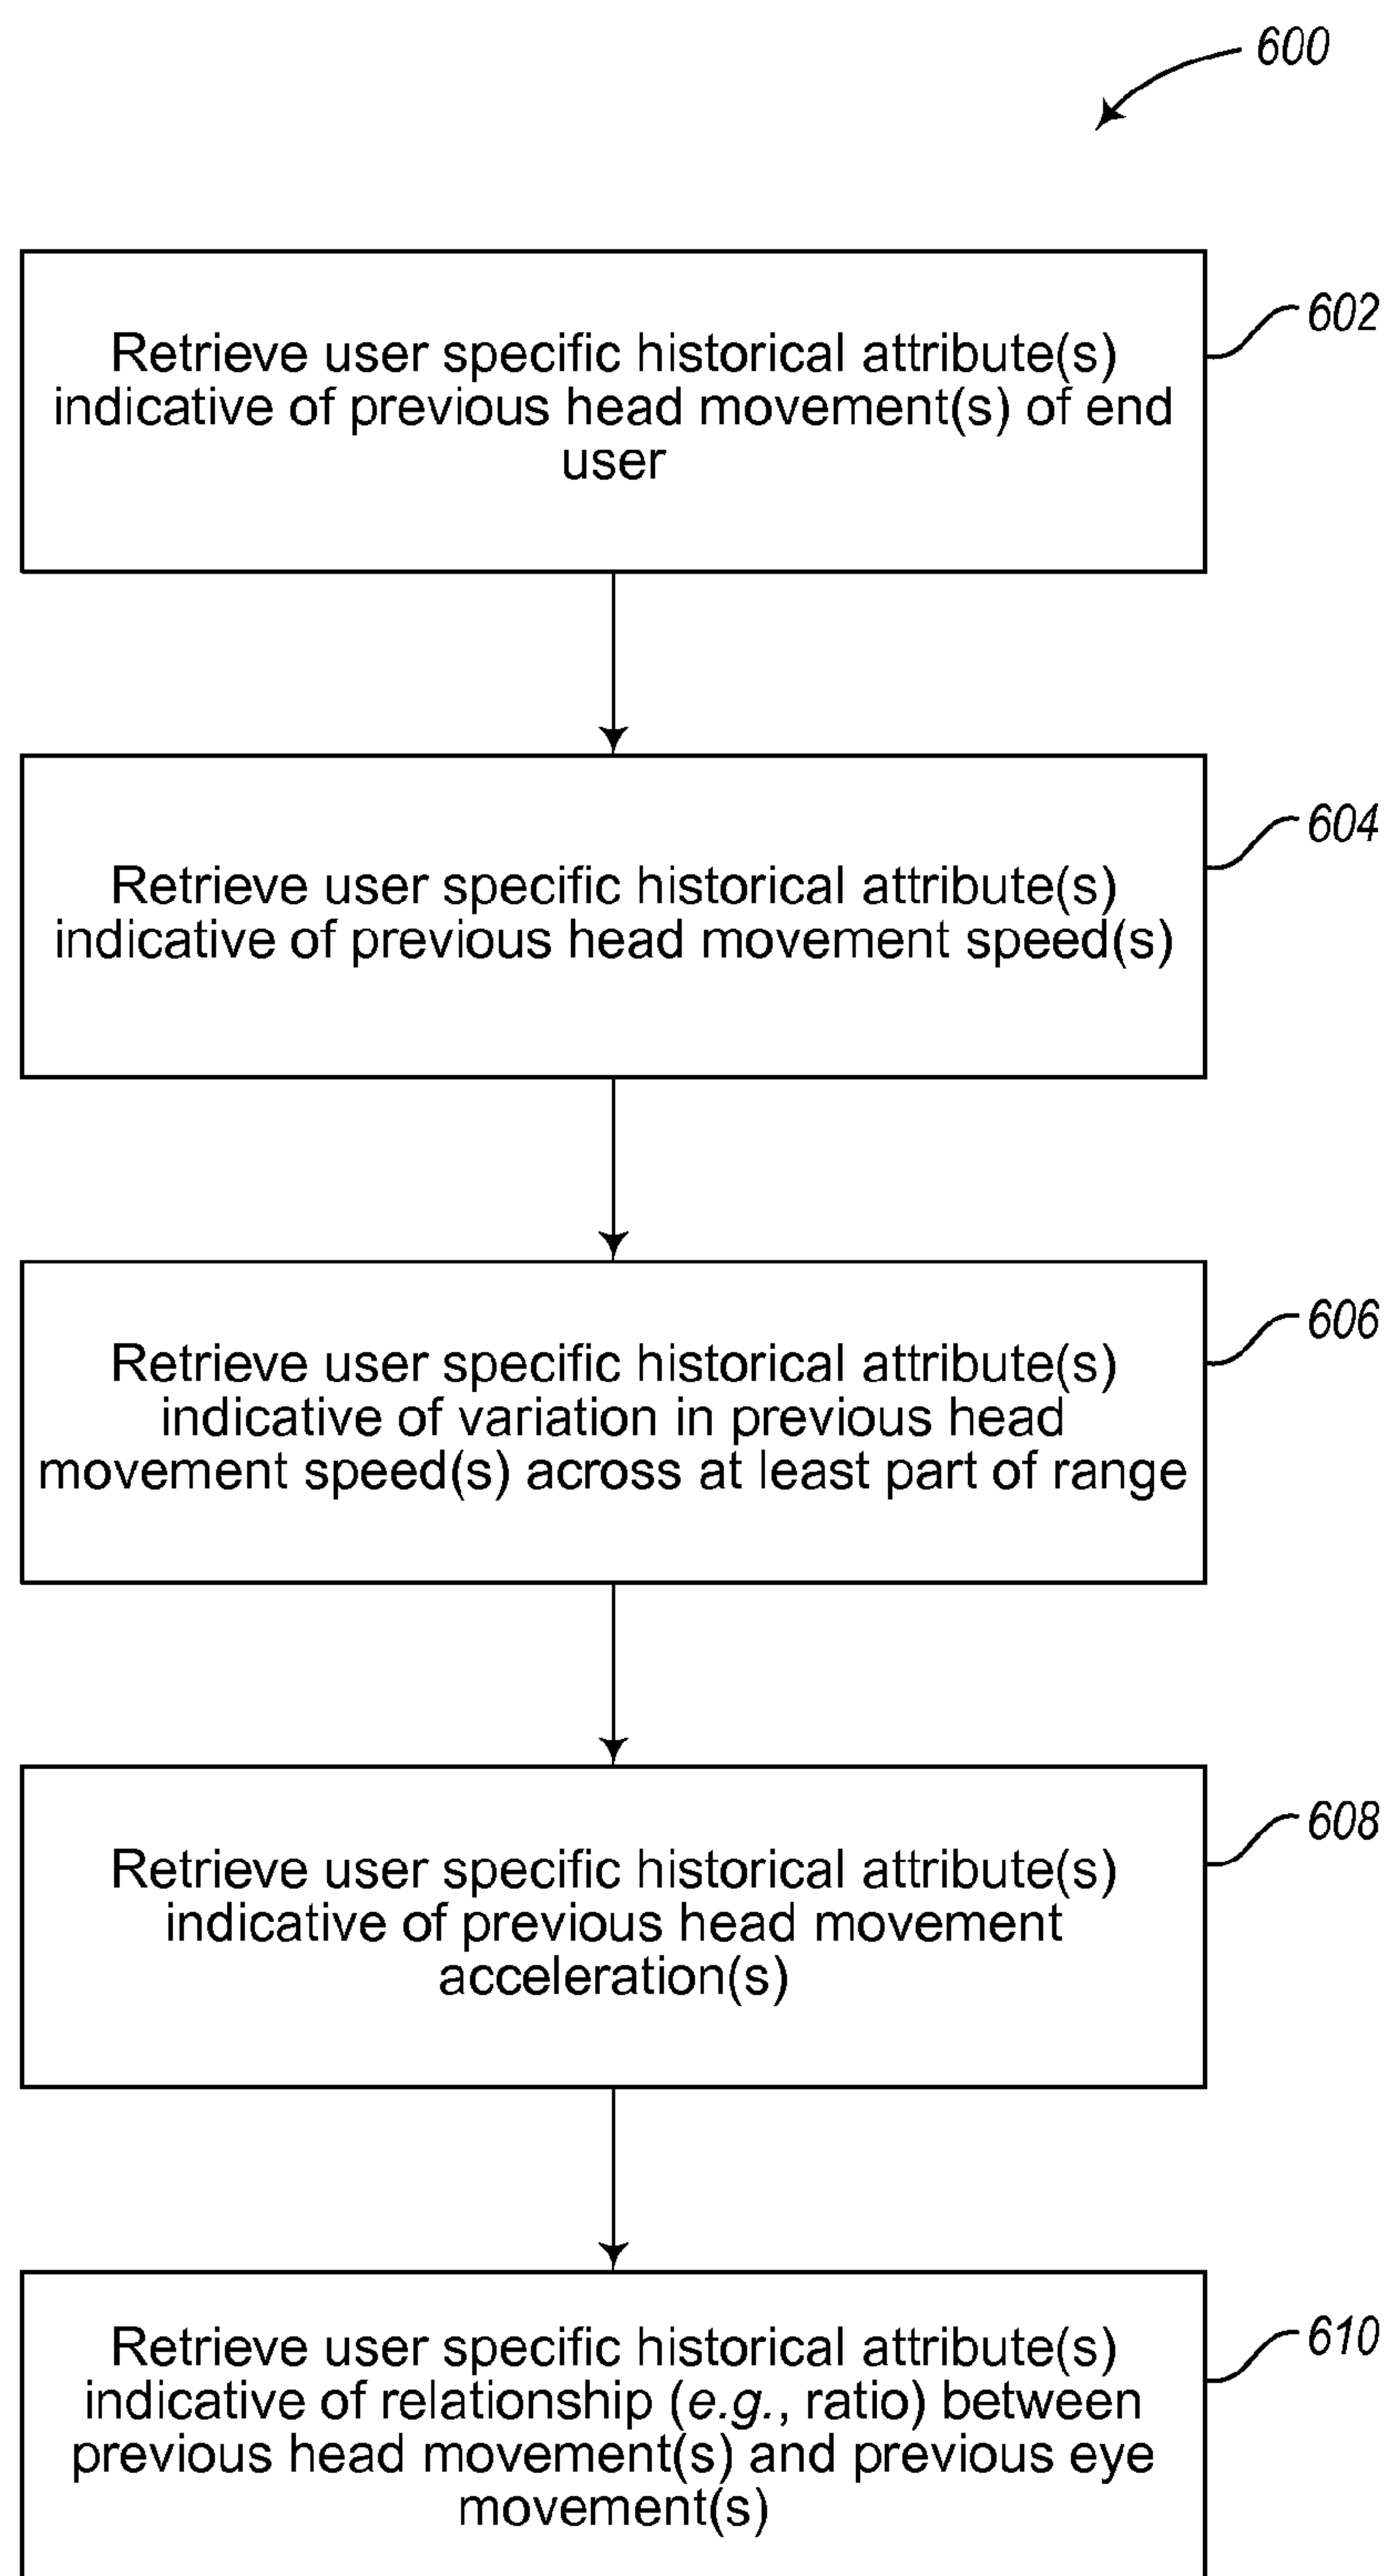 600
Retrieve user specific historical attribute(s)
indicative of previous head movement(s) of end
user
602
Retrieve user specific historical attribute(s)
indicative of previous head movement speed(s)
604
Retrieve user specific historical attribute(s)
indicative of variation in previous head
movement speed(s) across at least part of range
606
Retrieve user specific historical attribute(s)
indicative of previous head movement
acceleration(s)
608
Retrieve user specific historical attribute(s)
indicative of relationship (e.g., ratio) between
previous head movement(s) and previous eye
movement(s)
610